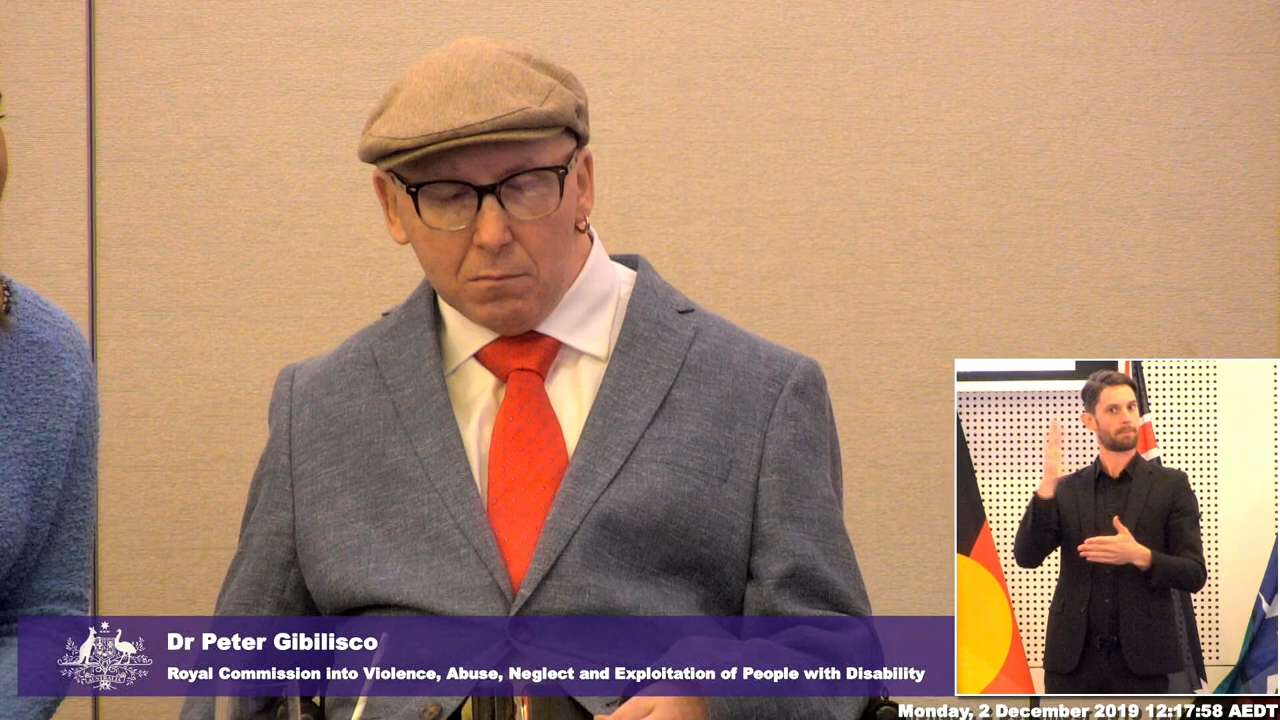 Dr Peter Gibilisco
Royal Commission into Violence, Abuse, Neglect and Exploitation of People with Disability
Monday, 2 December 2019 12:17:58 AEDT